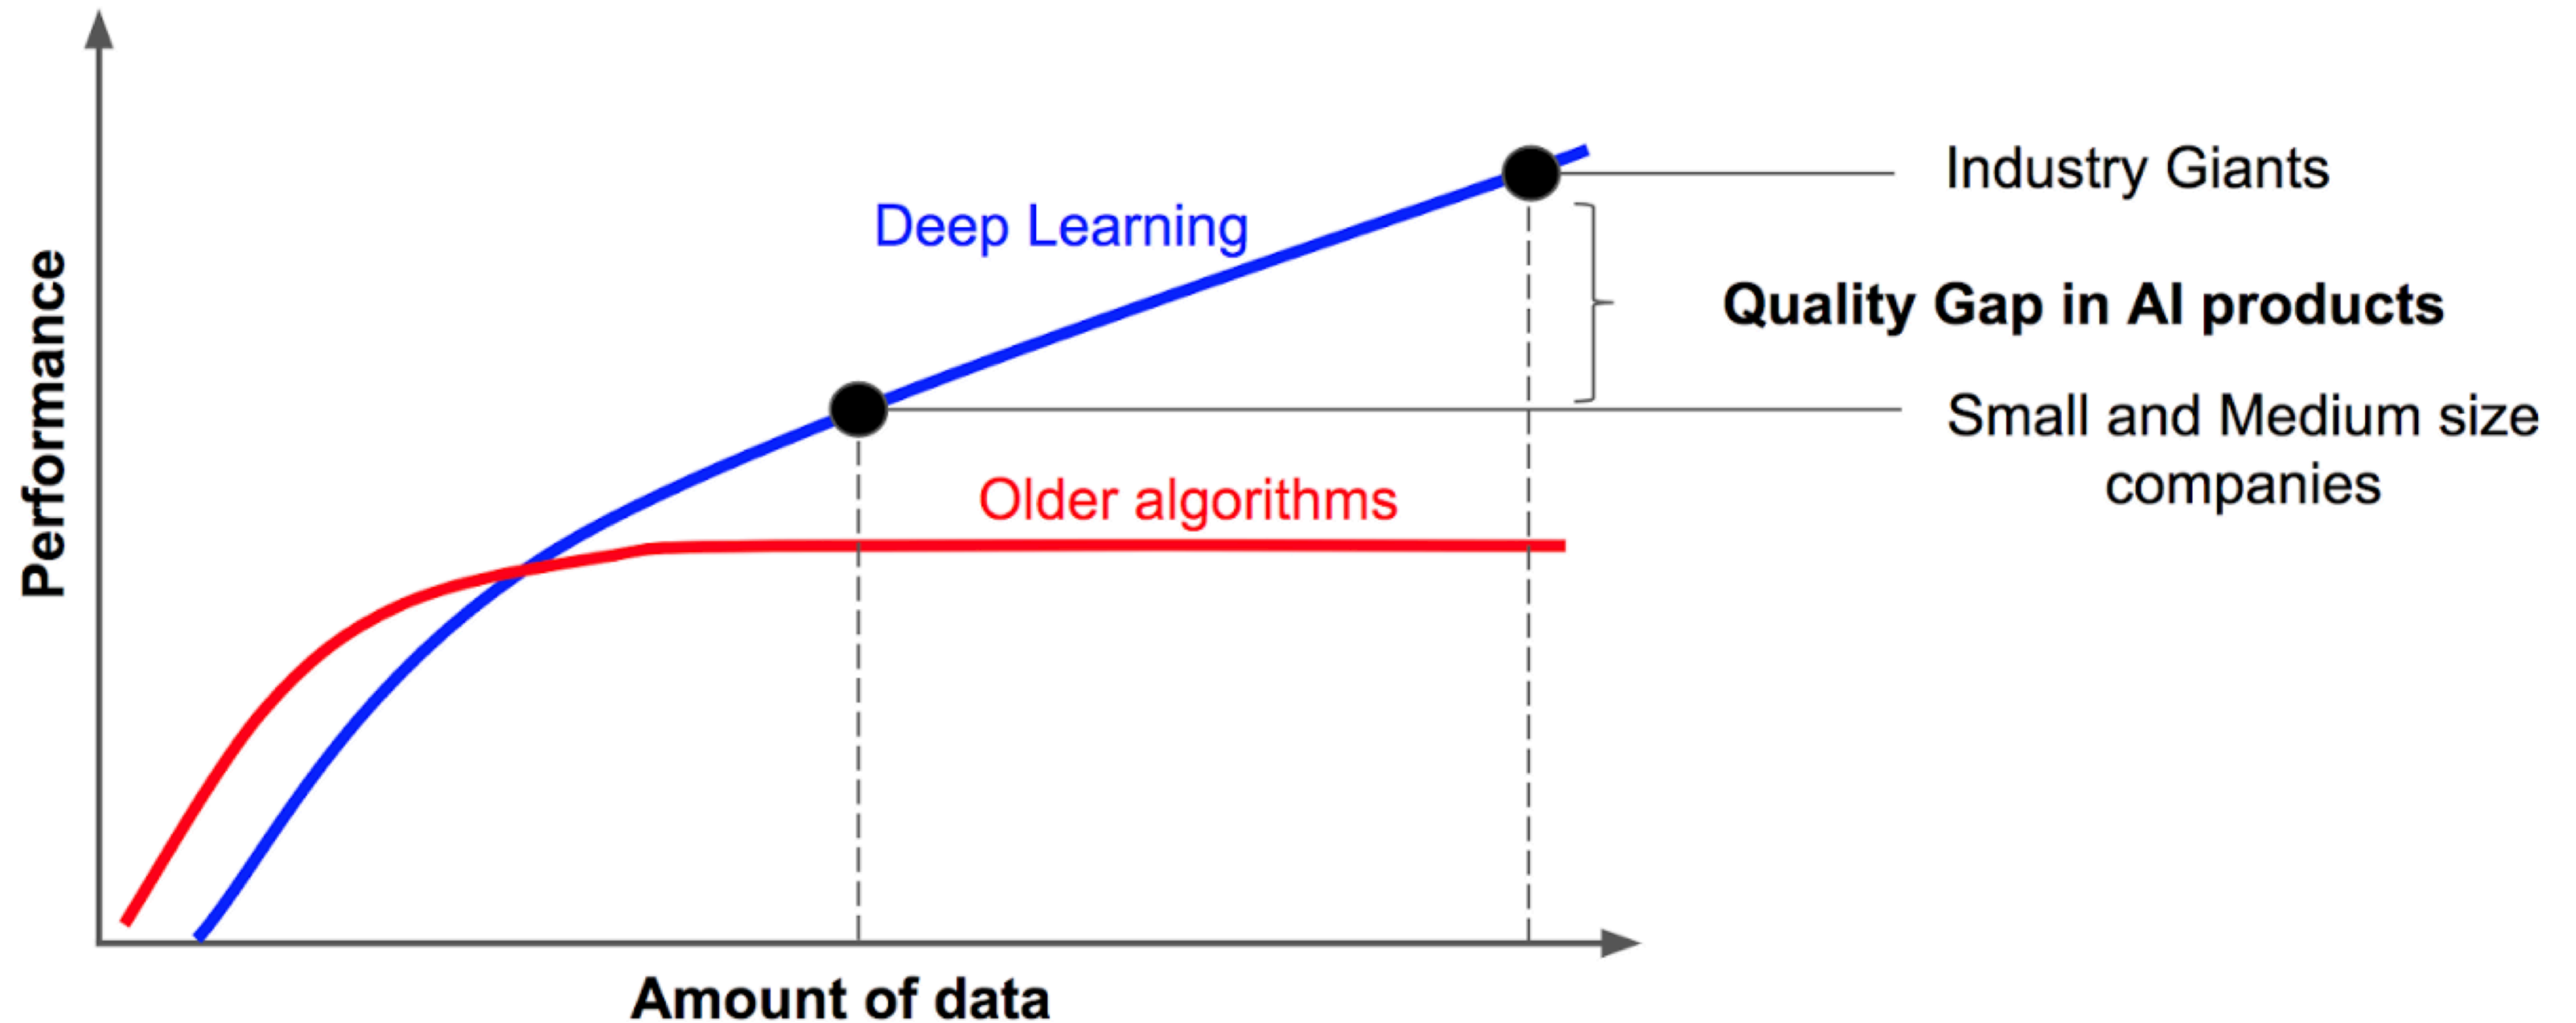 Performance
Deep Learning
Older algorithms
Industry Giants
Quality Gap in AI products
Small and Medium size
companies
Amount of data